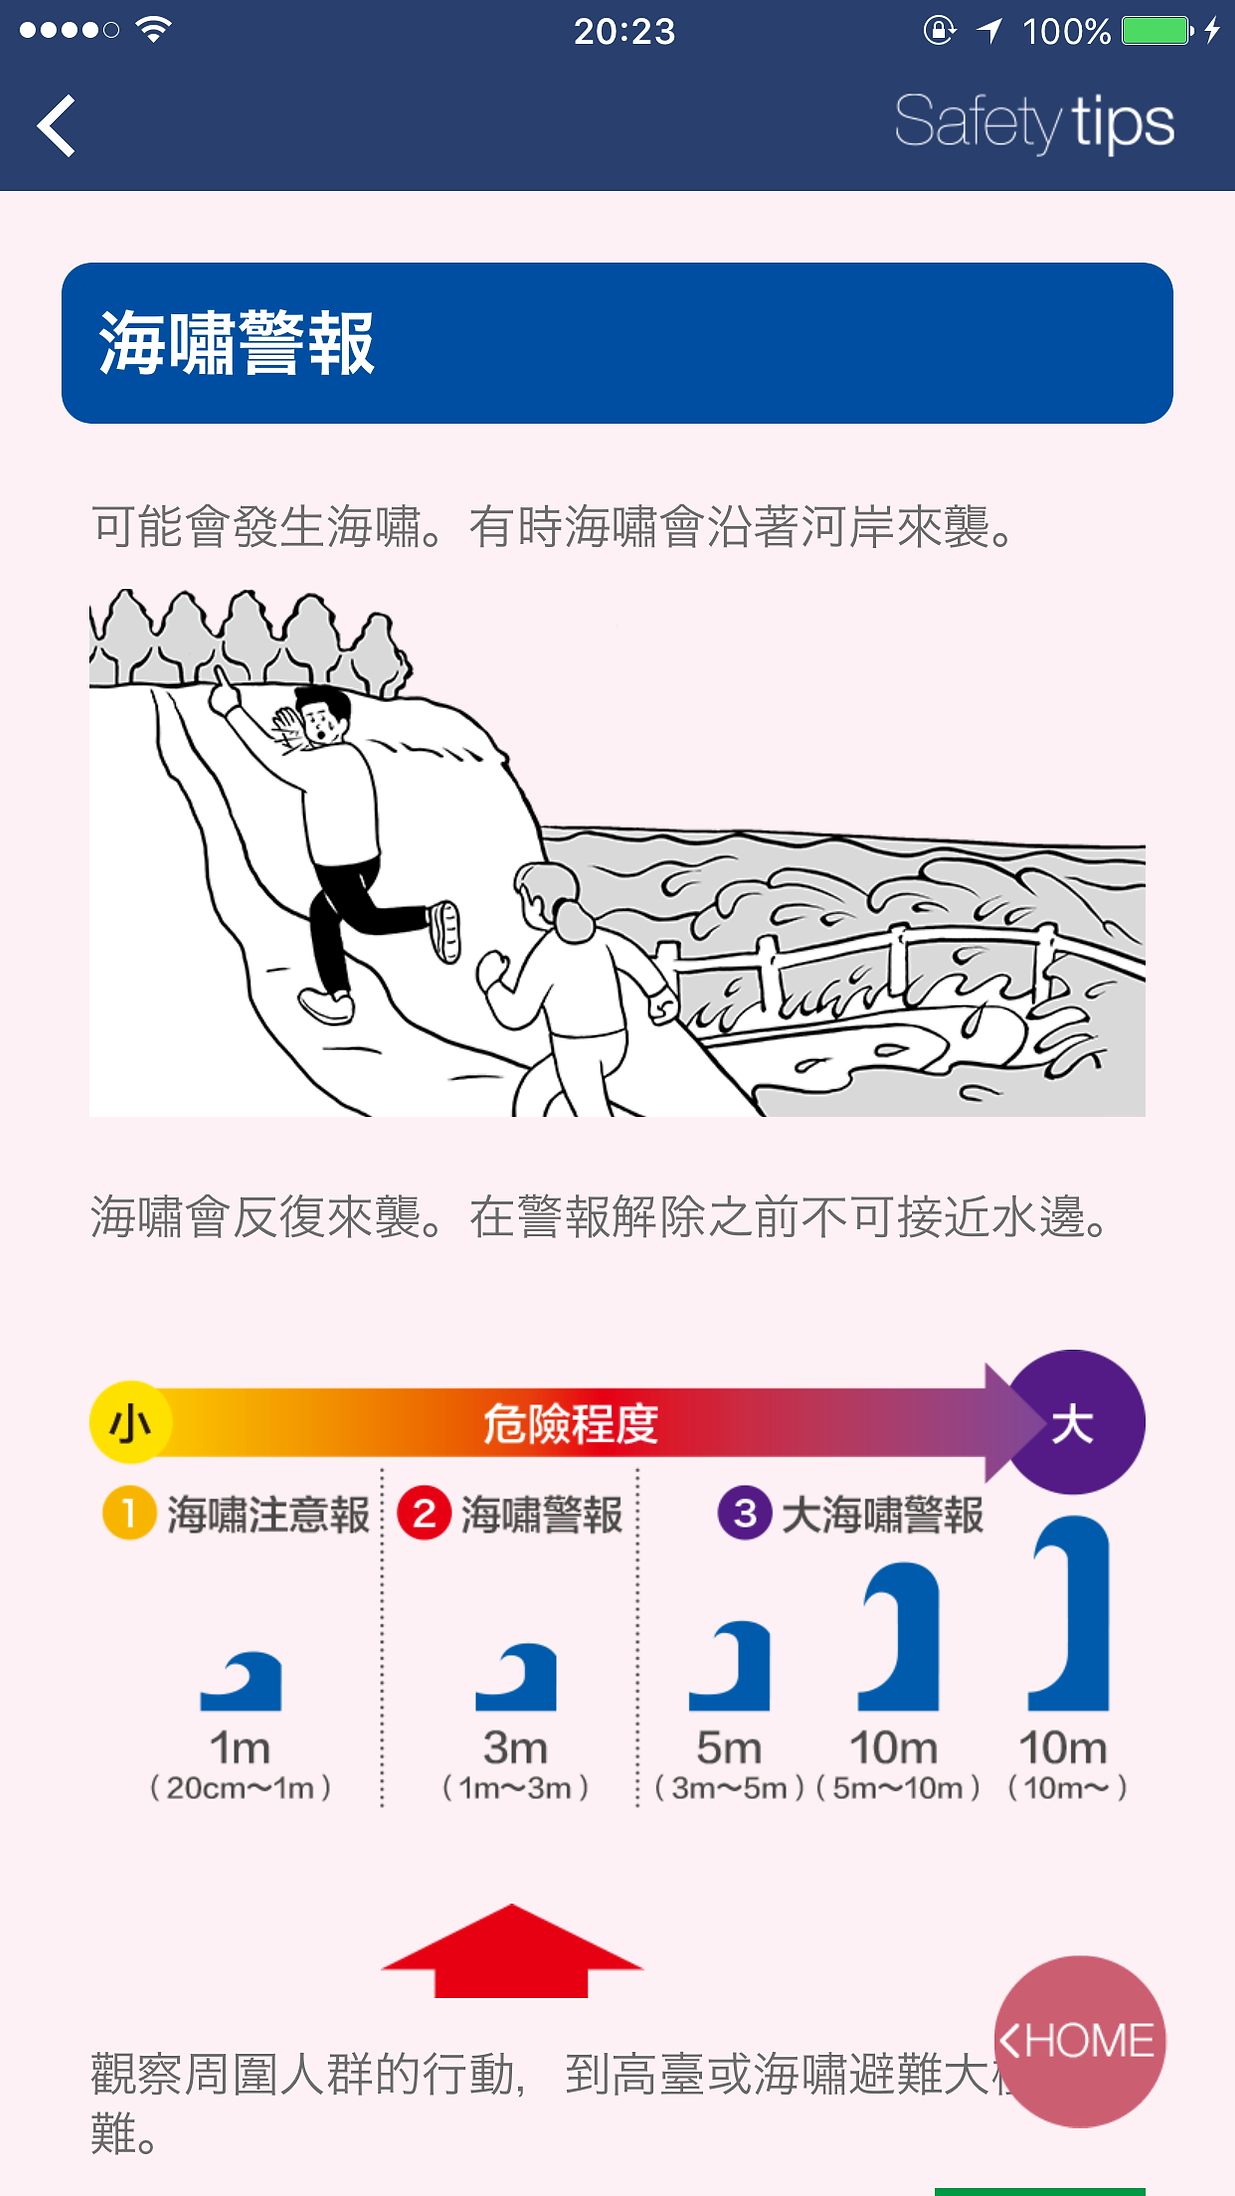 20:23
100%
Safety tips
海嘯警報
可能會發生海嘯。有時海嘯會沿著河岸來襲。
海嘯會反復來襲。在警報解除之前不可接近水邊。
小 危險程度 大
1 海嘯注意報 2 海嘯警報 3 大海嘯警報
1m 3m 5m 10m 10m
(20cm~1m) (1m~3m) (3m~5m) (5m~10m) (10m~)
HOME
觀察周圍人群的行動，到高臺或海嘯避難大
難。